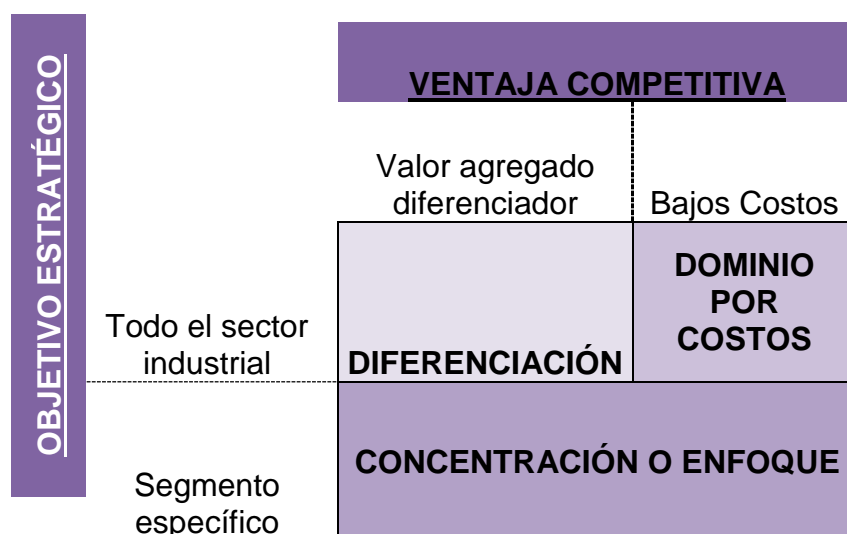 OBJETIVO ESTRATÉGICO
VENTAJA COMPETITIVA
Valor agregado
diferenciador
Bajos Costos
Todo el sector
industrial
DIFERENCIACIÓN
DOMINIO
POR
COSTOS
Segmento
específico
CONCENTRACIÓN O ENFOQUE